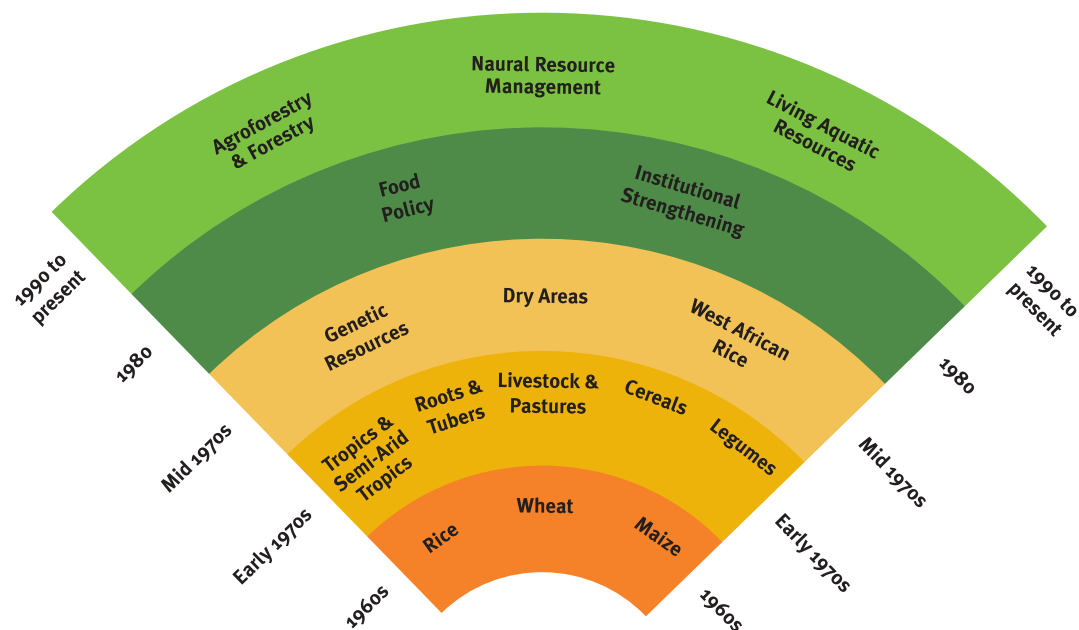 Naural Resource
Management
Agroforestry
& Forestry
Living Aquatic
Resources
Food
Policy
Institutional
Strengthening
Genetic
Resources
Dry Areas
West African
Rice
Tropics &
Semi-Arid
Tropics
Roots &
Tubers
Livestock &
Pastures
Cereals
Legumes
Rice
Wheat
Maize
1990 to
present
1980
Mid 1970s
Early 1970s
1960s
1990 to
present
1980
Mid 1970s
Early 1970s
1960s